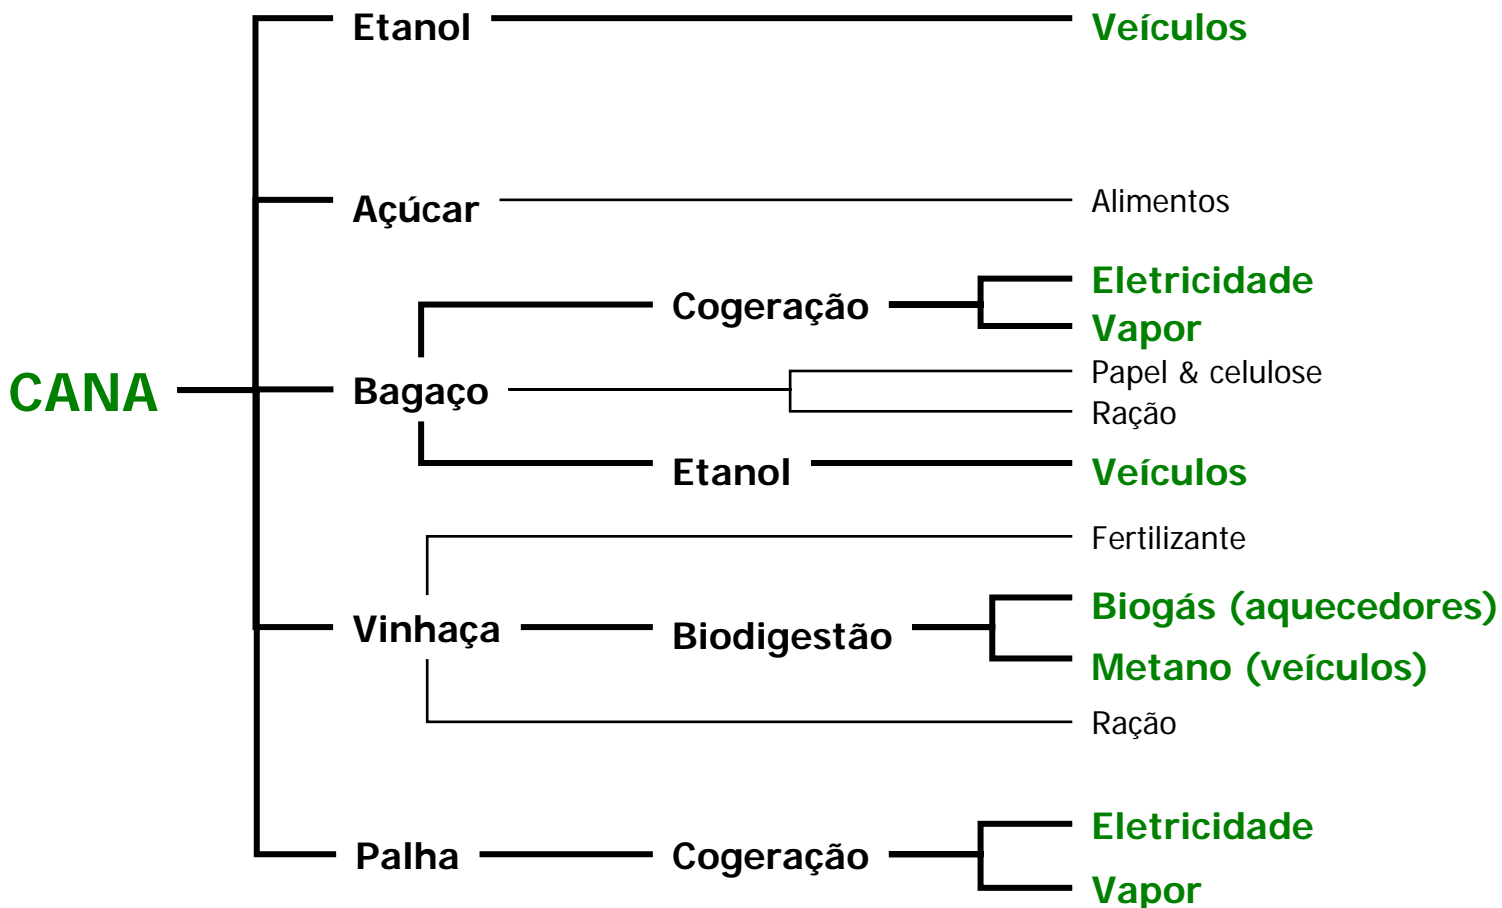 Etanol
Veículos
Açúcar
Alimentos
Eletricidade
Cogeração
Vapor
Papel & celulose
CANA
Bagaço
Ração
Etanol
Veículos
Fertilizante
Biogás (aquecedores)
Vinhaça
Biodigestão
Metano (veículos)
Ração
Eletricidade
Palha
Cogeração
Vapor